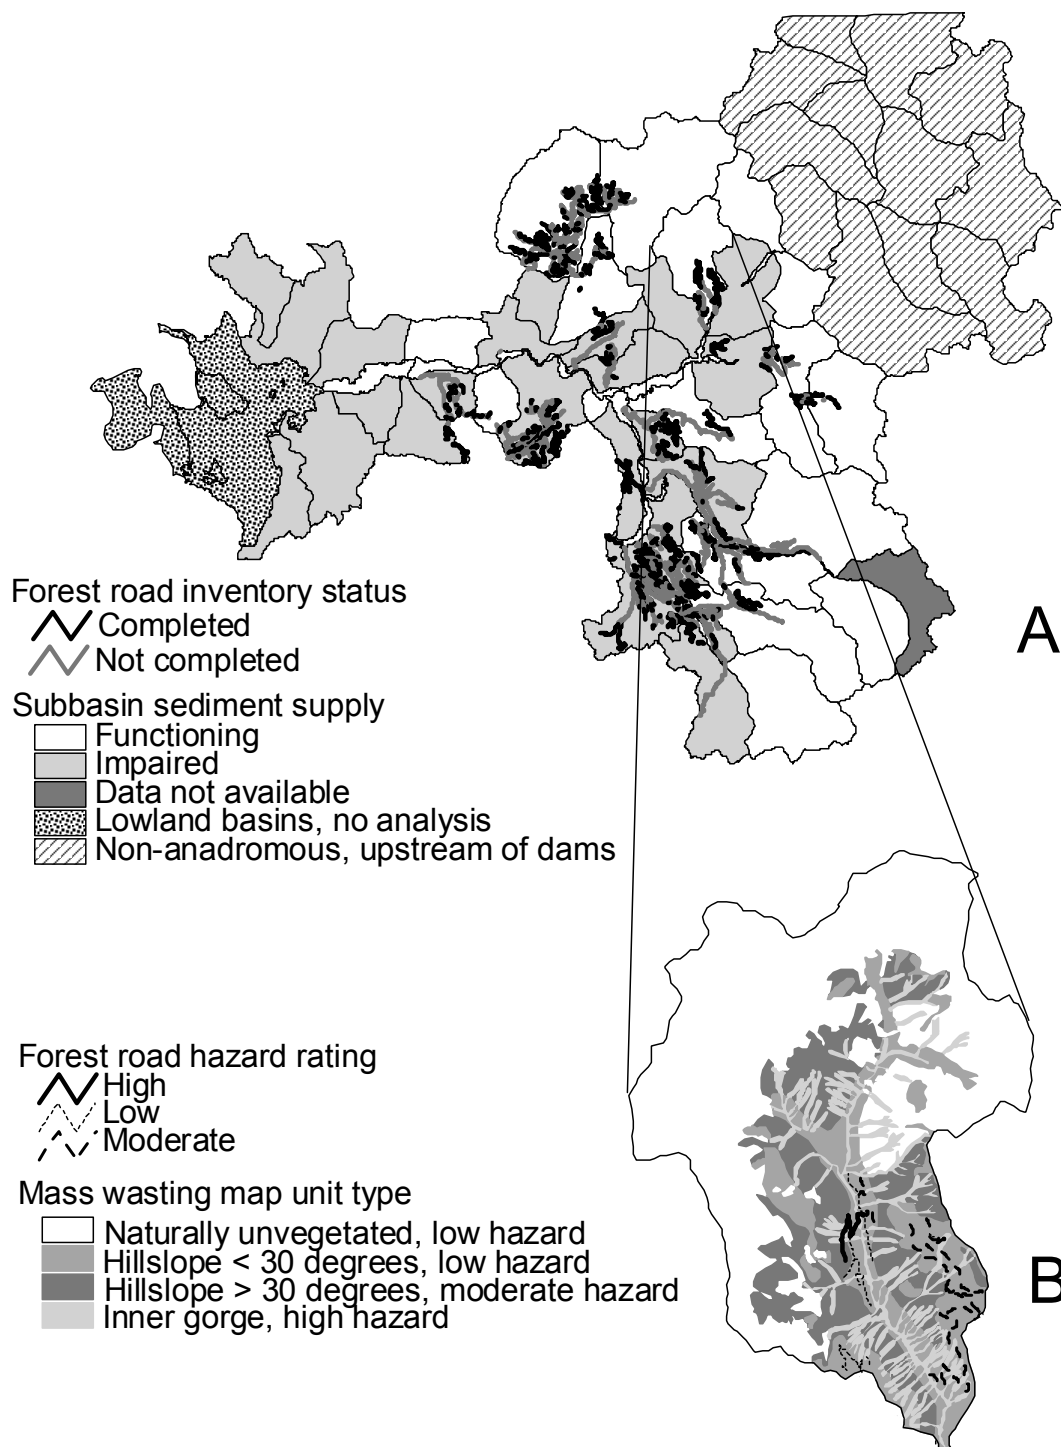 A
Forest road inventory status
Completed
Not completed
Subbasin sediment supply
Functioning
Impaired
Data not available
Lowland basins, no analysis
Non-anadromous, upstream of dams
Forest road hazard rating
High
Low
Moderate
Mass wasting map unit type
Naturally unvegetated, low hazard
Hillslope < 30 degrees, low hazard
Hillslope > 30 degrees, moderate hazard
Inner gorge, high hazard
B